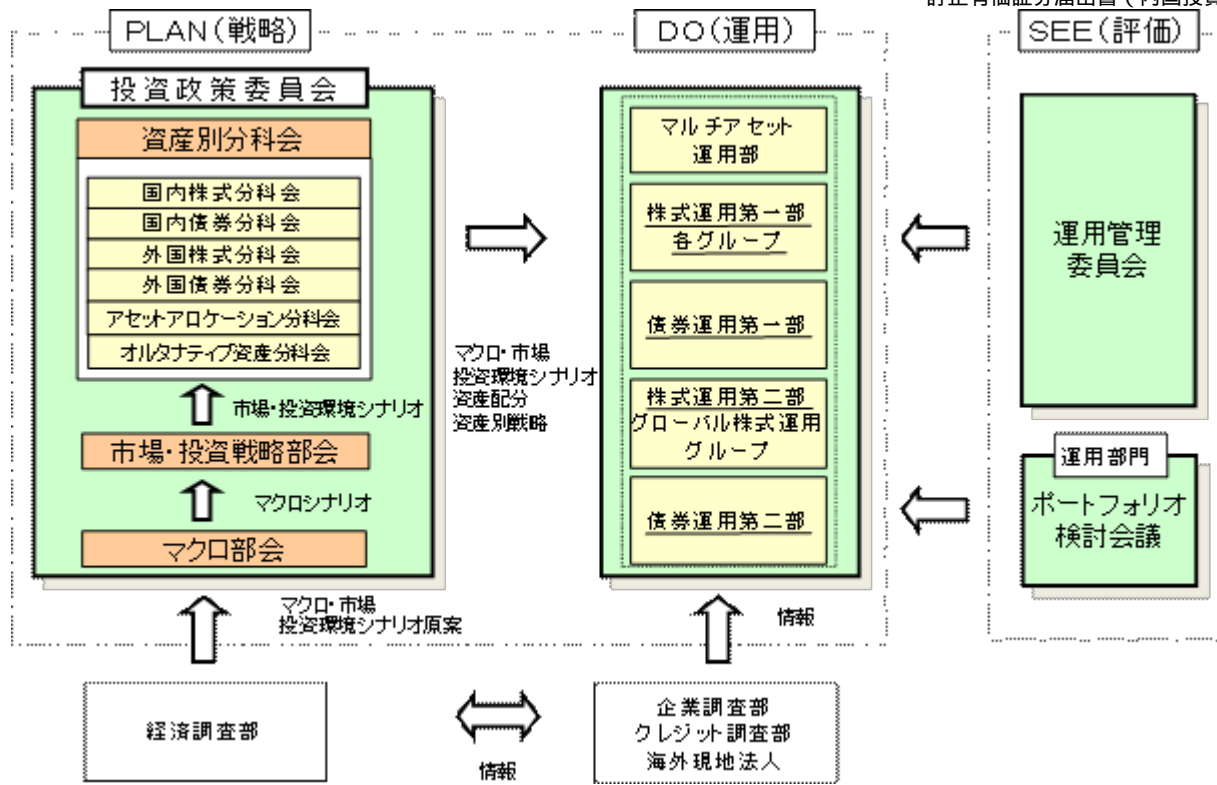 訂正有価証券届出書(内国投資
PLAN(戦略)
DO(運用)
SEE(評価)
投資政策委員会
資産別分科会
国内株式分科会
国内債券分科会
外国株式分科会
外国債券分科会
アセットアロケーション分科会
オルタナティブ資産分科会
市場・投資環境シナリオ
市場・投資戦略部会
マクロシナリオ
マクロ部会
マクロ・市場
投資環境シナリオ
資産配分
資産別戦略
マルチアセット
運用部
株式運用第一部
各グループ
債券運用第一部
株式運用第二部
グローバル株式運用
グループ
債券運用第二部
運用管理
委員会
運用部門
ポートフォリオ
検討会議
マクロ・市場
投資環境シナリオ原案
情報
経済調査部
情報
企業調査部
クレジット調査部
海外現地法人